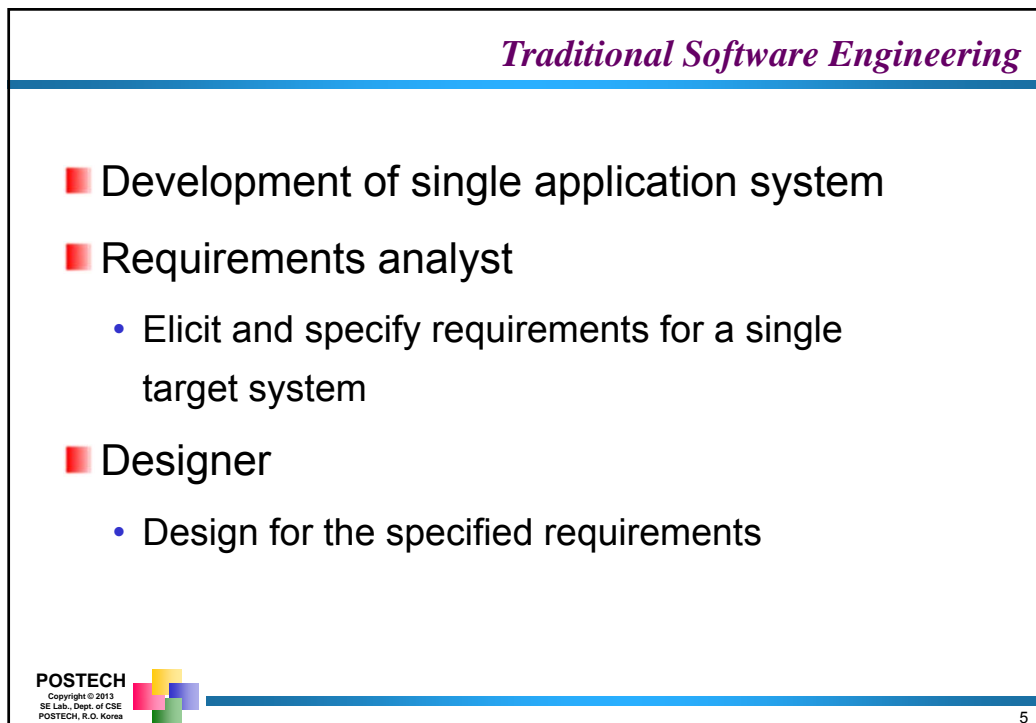 Traditional Software Engineering
Development of single application system
Requirements analyst
• Elicit and specify requirements for a single
target system
Designer
• Design for the specified requirements
POSTECH
Copyright © 2013
SE Lab., Dept. of CSE
POSTECH, R.O. Korea
5